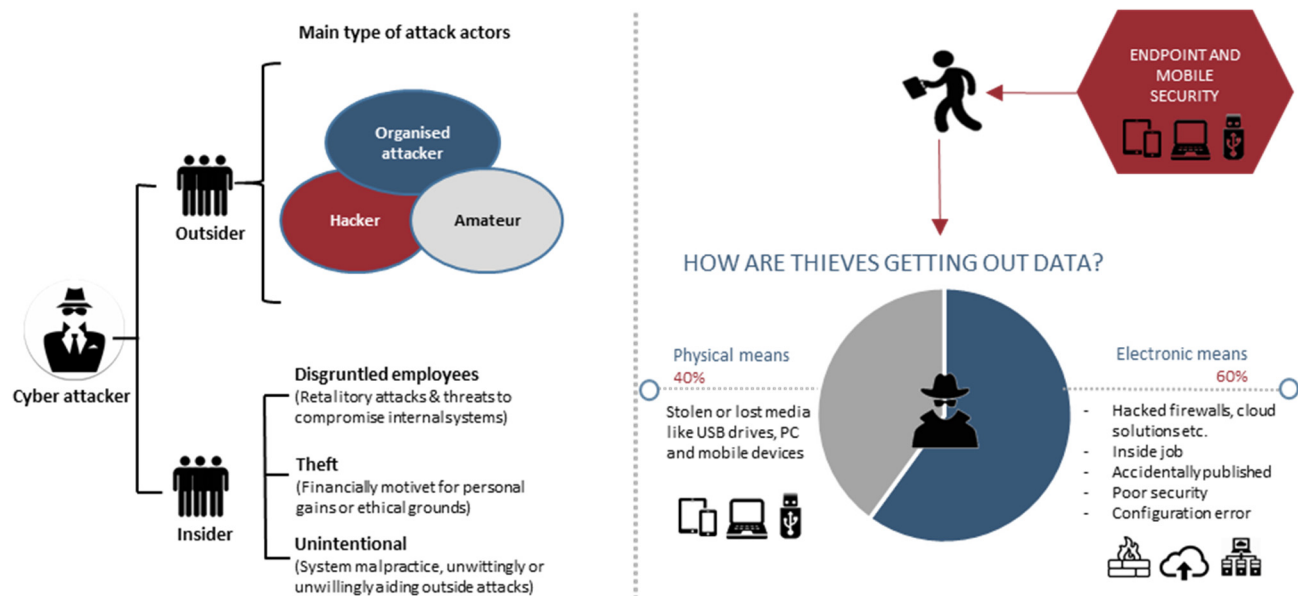 Main type of attack actors
Organised
attacker
Hacker
Amateur
Outsider
Cyber attacker
Disgruntled employees
(Retalitory attacks & threats to
compromise internal systems)
Theft
(Financially motivet for personal
gains or ethical grounds)
Insider
Unintentional
(System malpractice, unwittingly or
unwillingly aiding outside attacks)
ENDPOINT AND
MOBILE
SECURITY
HOW ARE THIEVES GETTING OUT DATA?
Physical means
40%
Stolen or lost media
like USB drives, PC
and mobile devices
Electronic means
60%
- Hacked firewalls, cloud
solutions etc.
- Inside job
- Accidentally published
- Poor security
- Configuration error